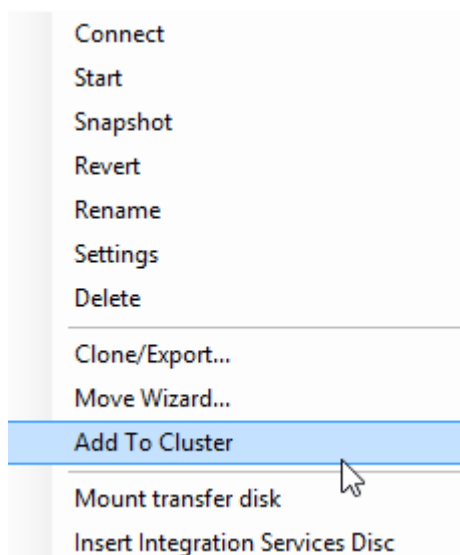 Connect
Start
Snapshot
Revert
Rename
Settings
Delete
Clone/Export...
Move Wizard...
Add To Cluster
Mount transfer disk
Insert Integration Services Disc